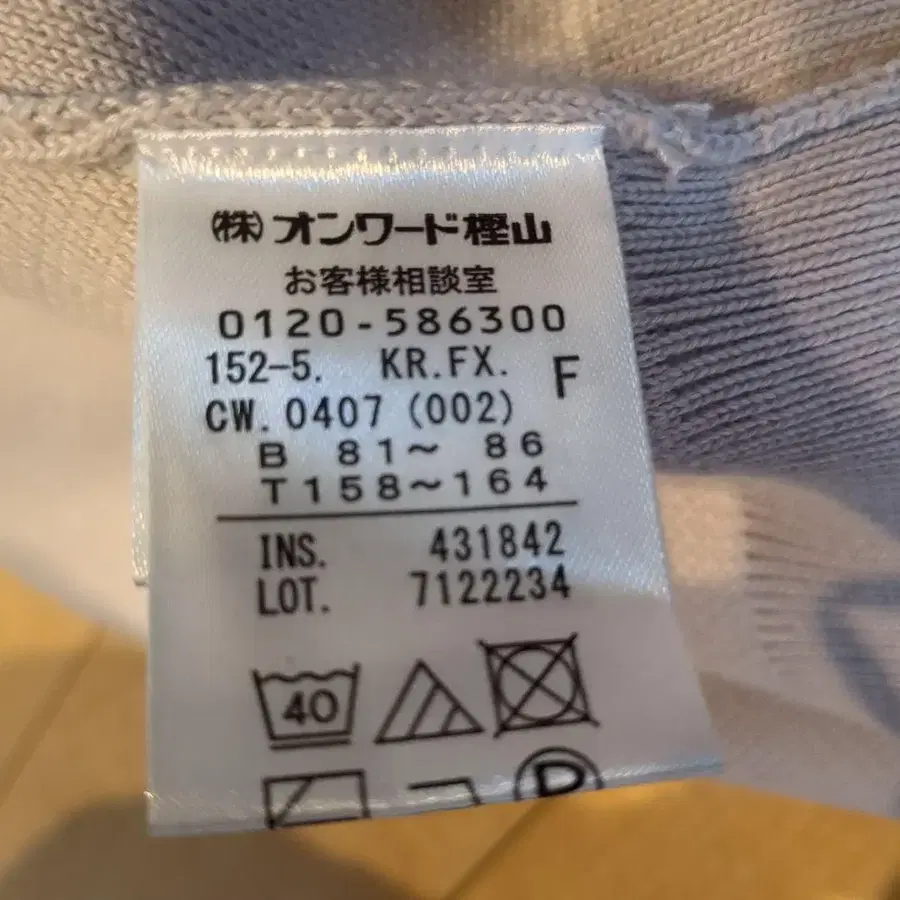 ㈱オンワード樫山
お客様相談室
0120-586300
152-5. KR.FX. F
CW. 0407 (002)
B 81～ 86
T158～164
INS. 431842
LOT. 7122234
40
P